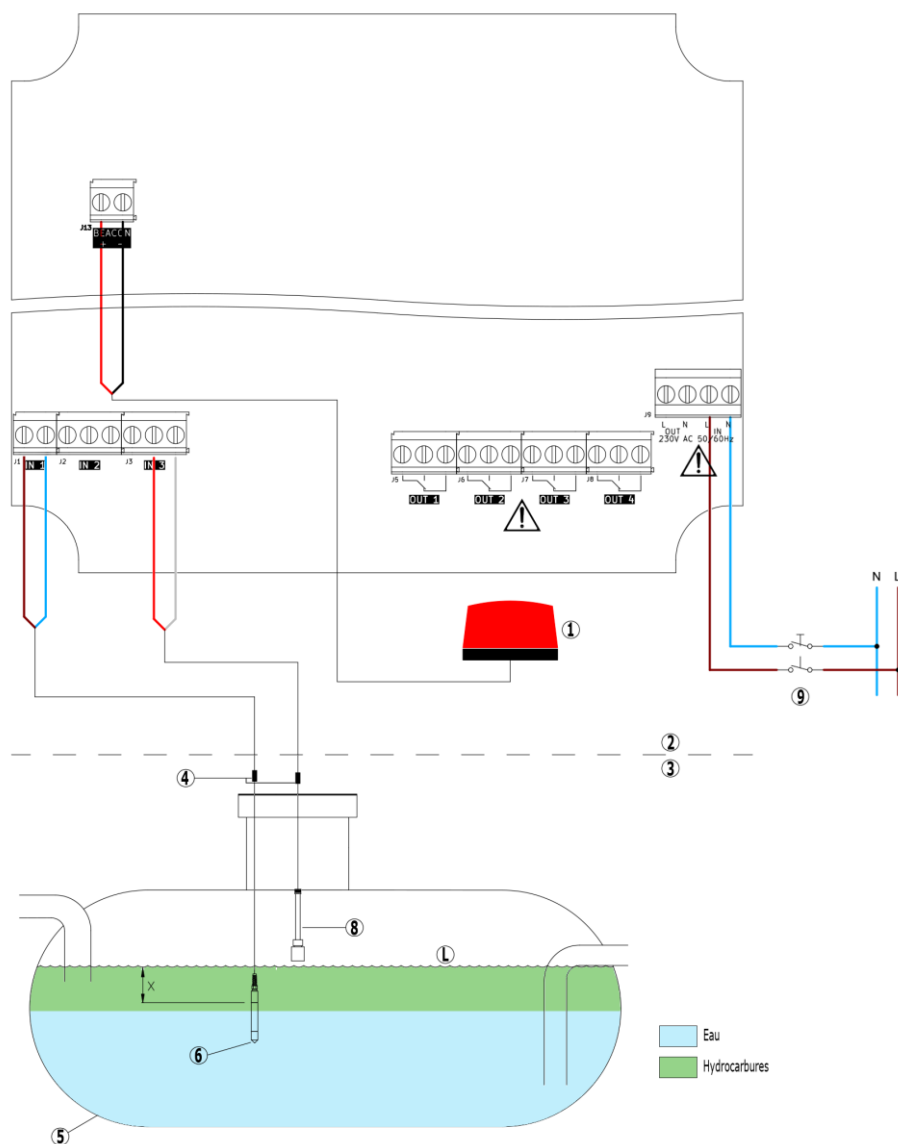 J13
BEACON
+ -
J9
L N L N
OUT IN
230V AC 50/60Hz
J1 IN 1 J2 IN 2 J3 IN 3
J5 J6 J7 J8
OUT 1 OUT 2 OUT 3 OUT 4
N L
1
9
2
3
4
8
L
X
6
Eau
Hydrocarbures
5